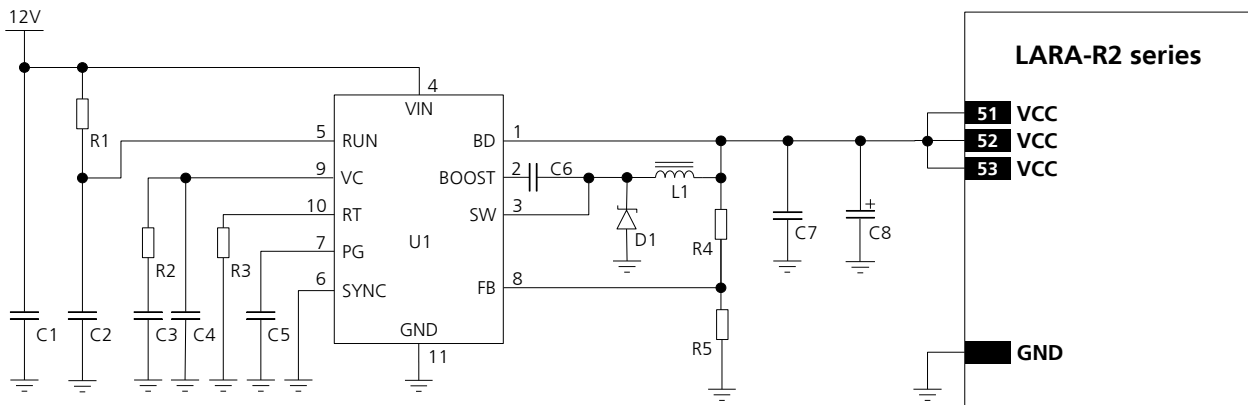 12V
LARA-R2 series
4
VIN
R1
5
RUN
BD
1
51 VCC
52 VCC
53 VCC
9
VC
BOOST
2
C6
L1
10
RT
SW
3
U1
D1
R4
C7
C8
R2
R3
7
PG
6
SYNC
FB
8
C1
C2
C3
C4
C5
GND
11
R5
GND